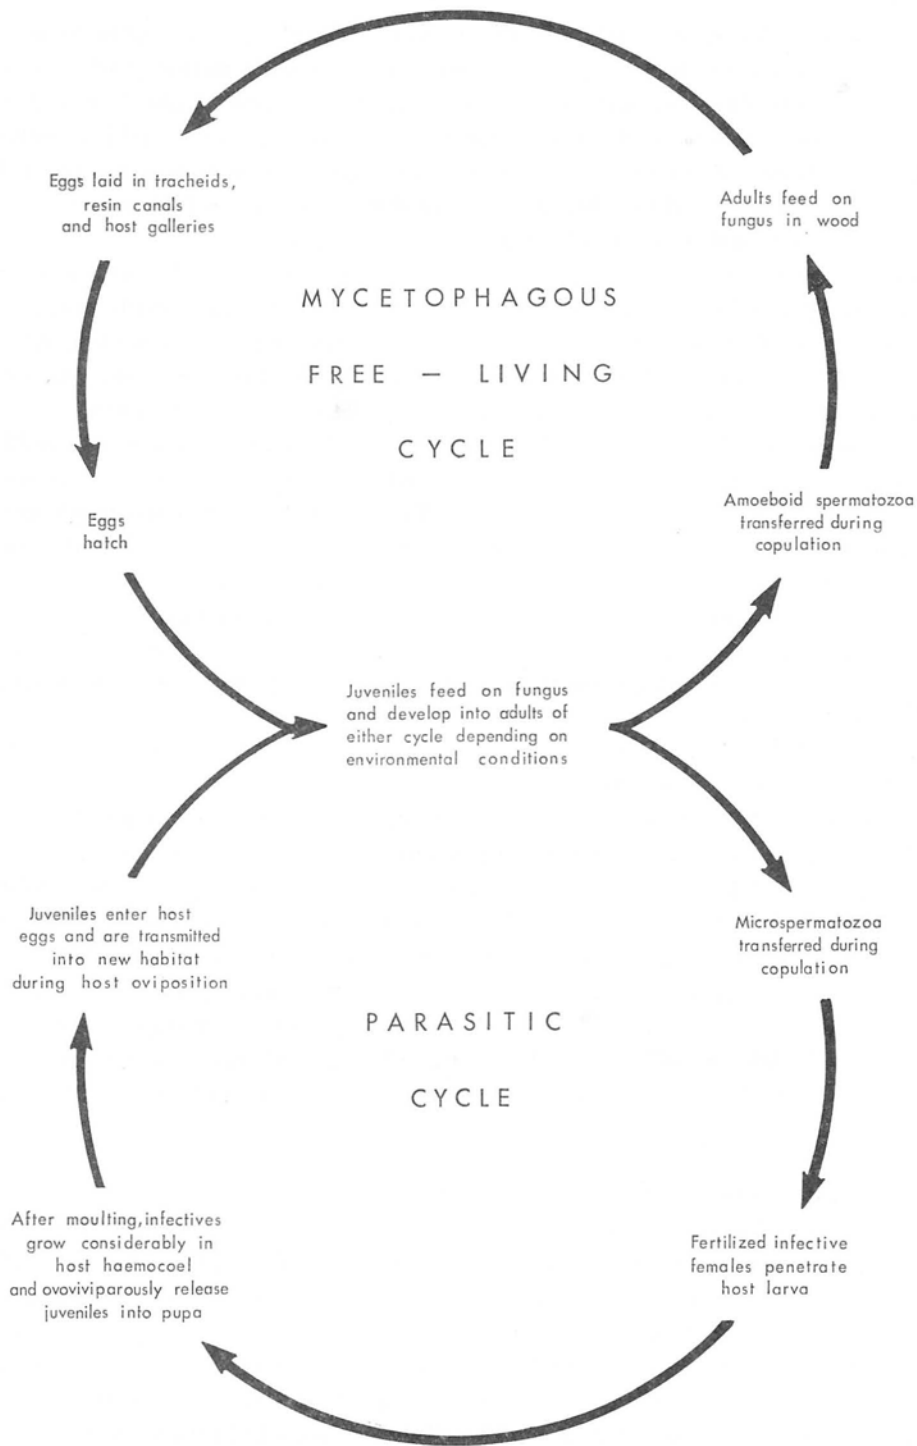 Eggs laid in tracheids,
resin canals
and host galleries
Adults feed on
fungus in wood
MYCETOPHAGOUS
FREE – LIVING
CYCLE
Eggs
hatch
Amoeboid spermatozoa
transferred during
copulation
Juveniles feed on fungus
and develop into adults of
either cycle depending on
environmental conditions
Juveniles enter host
eggs and are transmitted
into new habitat
during host oviposition
Microspermatozoa
transferred during
copulation
PARASITIC
CYCLE
After moulting, infectives
grow considerably in
host haemocoel
and ovoviviparously release
juveniles into pupa
Fertilized infective
females penetrate
host larva